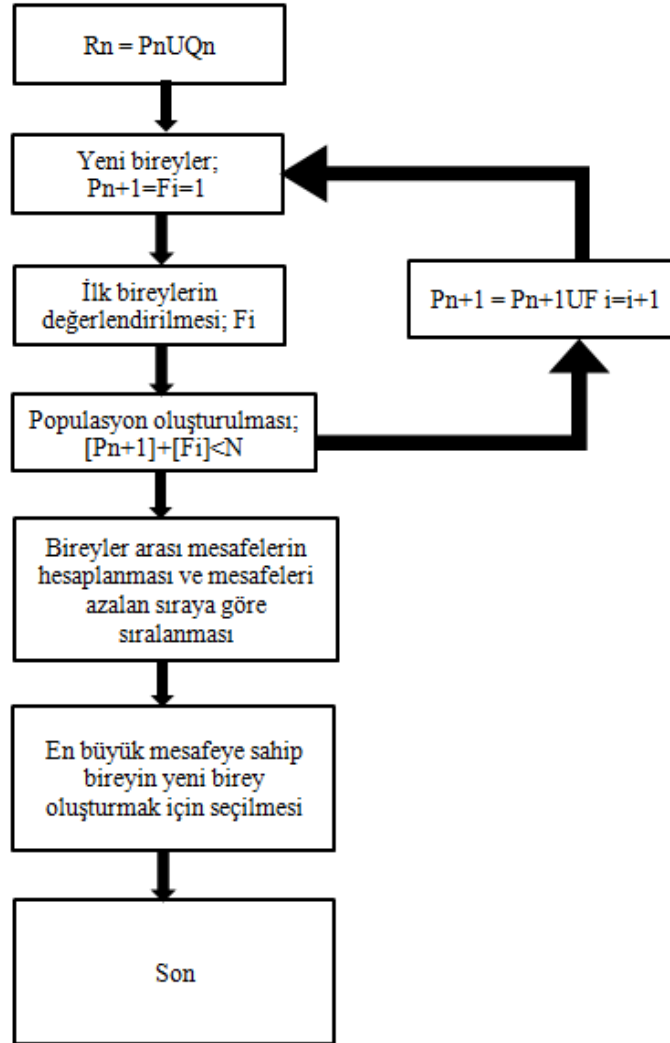 Rn = PnUQn
Yeni bireyler;
Pn+1=Fi=1
İlk bireylerin
değerlendirilmesi; Fi
Populasyon oluşturulması;
[Pn+1]+[Fi]<N
Pn+1 = Pn+1UF i=i+1
Bireyler arası mesafelerin
hesaplanması ve mesafeleri
azalan sıraya göre
sıralanması
En büyük mesafeye sahip
bireyin yeni birey
oluşturmak için seçilmesi
Son